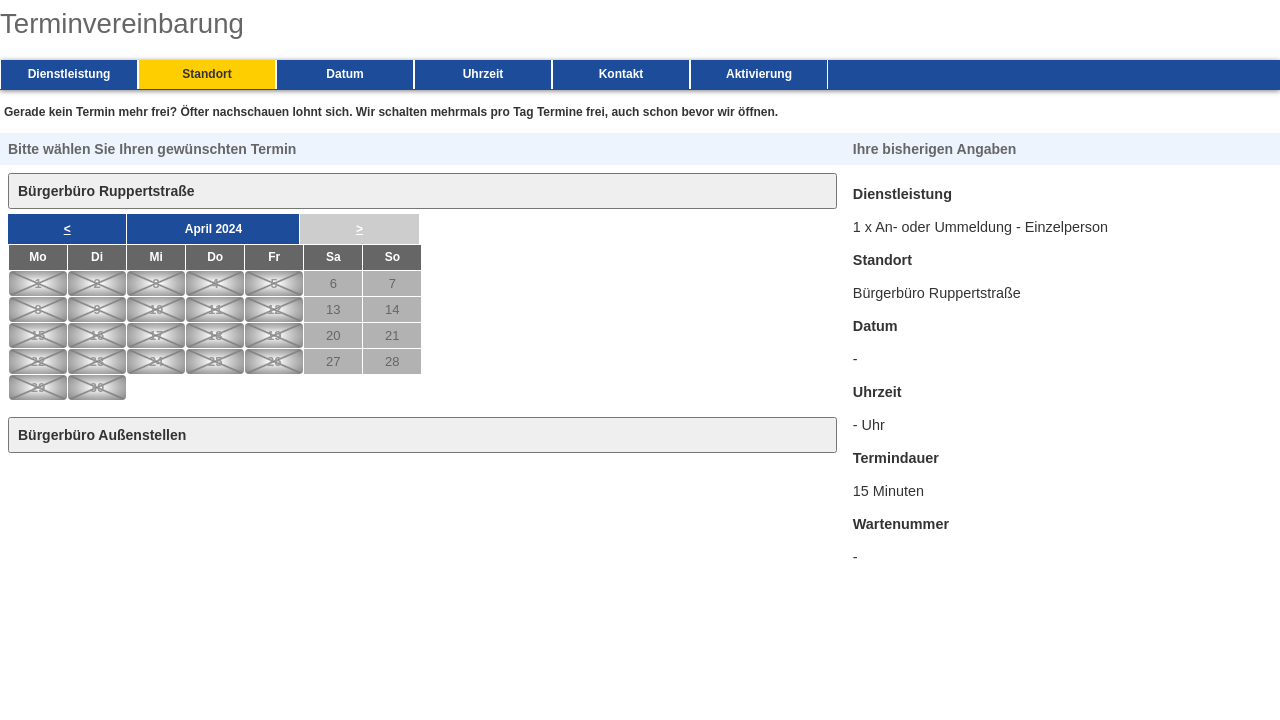 Terminvereinbarung
Dienstleistung Standort Datum Uhrzeit Kontakt Aktivierung
Gerade kein Termin mehr frei? Öfter nachschauen lohnt sich. Wir schalten mehrmals pro Tag Termine frei, auch schon bevor wir öffnen.
Bitte wählen Sie Ihren gewünschten Termin
Bürgerbüro Ruppertstraße
< April 2024 >
Mo Di Mi Do Fr Sa So
1 2 3 4 5 6 7
8 9 10 11 12 13 14
15 16 17 18 19 20 21
22 23 24 25 26 27 28
29 30
Bürgerbüro Außenstellen
Ihre bisherigen Angaben
Dienstleistung
1 x An- oder Ummeldung - Einzelperson
Standort
Bürgerbüro Ruppertstraße
Datum
-
Uhrzeit
- Uhr
Termindauer
15 Minuten
Wartenummer
-